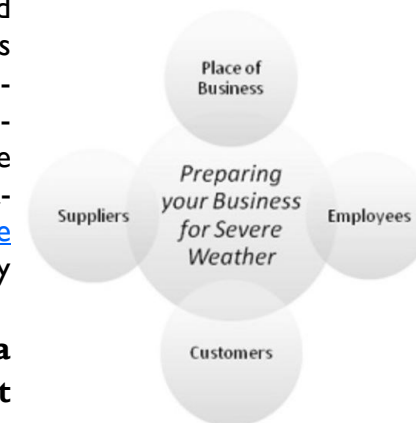 d
s
-
-
e
-
e
y
a
t
Place of
Business
Preparing
your Business
for Severe
Weather
Suppliers
Employees
Customers